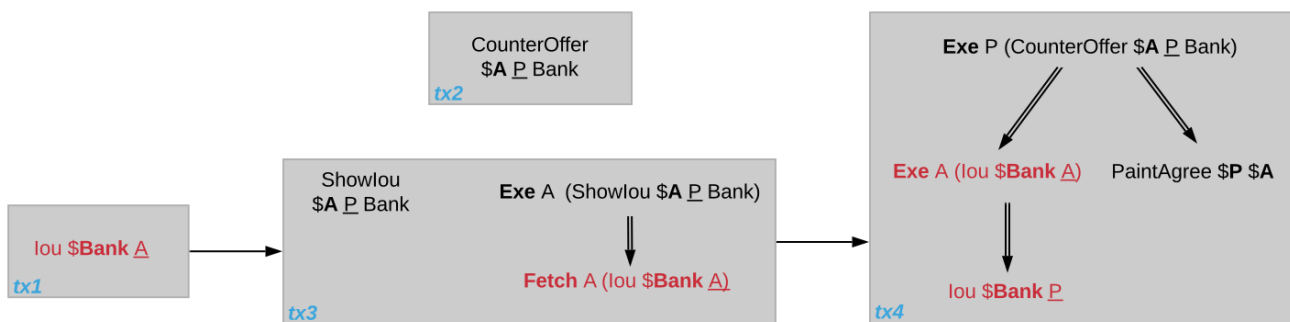 Iou $Bank A
tx1
CounterOffer
$A P Bank
tx2
ShowIou
$A P Bank
Exe A (ShowIou $A P Bank)
Fetch A (Iou $Bank A)
tx3
Exe P (CounterOffer $A P Bank)
Exe A (Iou $Bank A)
PaintAgree $P $A
Iou $Bank P
tx4